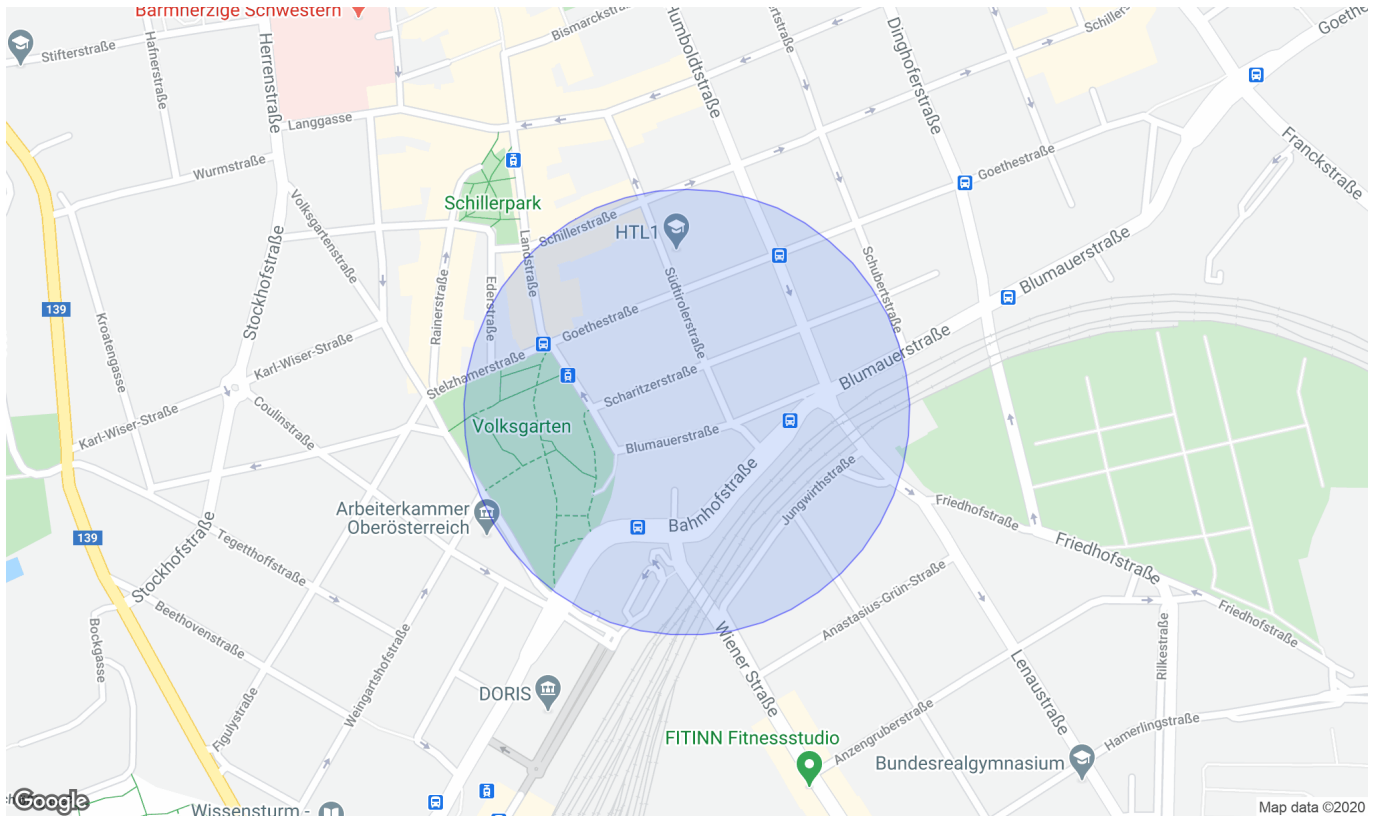 Barmherzige Schwestern
Stifterstraße
Hafnerstraße
Herrenstraße
Bismarckstra
Humboldtstraße
ubertstraße
Dinghoferstraße
Schiller-
Goethe
Langgasse
Wurmstraße
Volksgartenstraße
Schillerpark
Goethestraße
Franckstraße
Schillerstraße
HTL1
Landstraße
Südtirolerstraße
Schubertstraße
Blumauerstraße
Stockhofstraße
Rainerstraße
Ederstraße
139
Kroatengasse
Goethestraße
Karl-Wiser-Straße
Stelzhamerstraße
Scharitzerstraße
Blumauerstraße
Coulinstraße
Karl-Wiser-Straße
Volksgarten
Blumauerstraße
Bahnhofstraße
Jungwirthstraße
Arbeiterkammer
Oberösterreich
Friedhofstraße
139
Stockhofstraße
Tegetthoffstraße
Friedhofstraße
Beethovenstraße
Anastasius-Grün-Straße
Friedhofstraße
Bockgasse
Weingartshofstraße
Wiener Straße
Lenaustraße
Rilkestraße
DORIS
Figulystraße
FITINN Fitnessstudio
Anzengruberstraße
Hamerlingstraße
Bundesrealgymnasium
Google
Wissensturm -
Map data ©2020